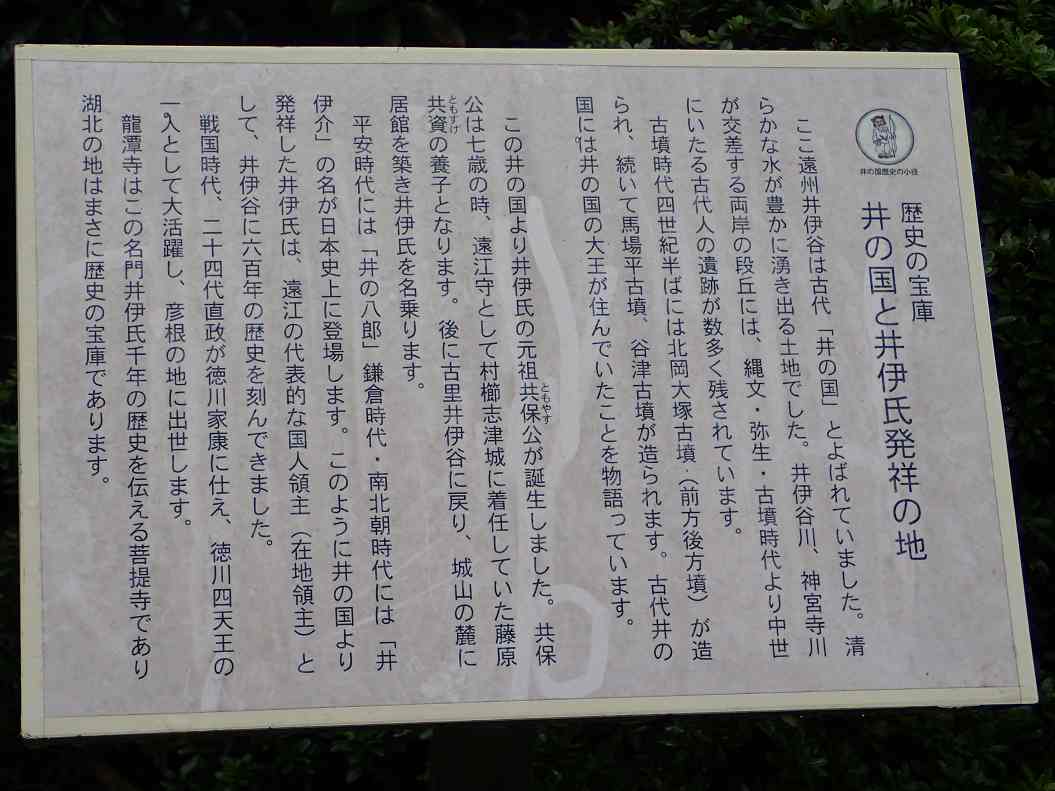 井の国歴史の小径
歴史の宝庫
井の国と井伊氏発祥の地
ここ遠州井伊谷は古代「井の国」とよばれていました。清
らかな水が豊かに湧き出る土地でした。井伊谷川、神宮寺川
が交差する両岸の段丘には、縄文・弥生・古墳時代より中世
にいたる古代人の遺跡が数多く残されています。
古墳時代四世紀半ばには北岡大塚古墳・(前方後方墳)が造
られ、続いて馬場平古墳、谷津古墳が造られます。古代井の
国には井の国の大王が住んでいたことを物語っています。
この井の国より井伊氏の元祖共保公が誕生しました。共保
ともやす
公は七歳の時、遠江守として村櫛志津城に着任していた藤原
共資の養子となります。後に古里井伊谷に戻り、城山の麓に
ともすけ
居館を築き井伊氏を名乗ります。
平安時代には「井の八郎」鎌倉時代・南北朝時代には「井
伊介」の名が日本史上に登場します。このように井の国より
発祥した井伊氏は、遠江の代表的な国人領主(在地領主)と
して、井伊谷に六百年の歴史を刻んできました。
戦国時代、二十四代直政が徳川家康に仕え、徳川四天王の
一人として大活躍し、彦根の地に出世します。
龍潭寺はこの名門井伊氏千年の歴史を伝える菩提寺であり
湖北の地はまさに歴史の宝庫であります。